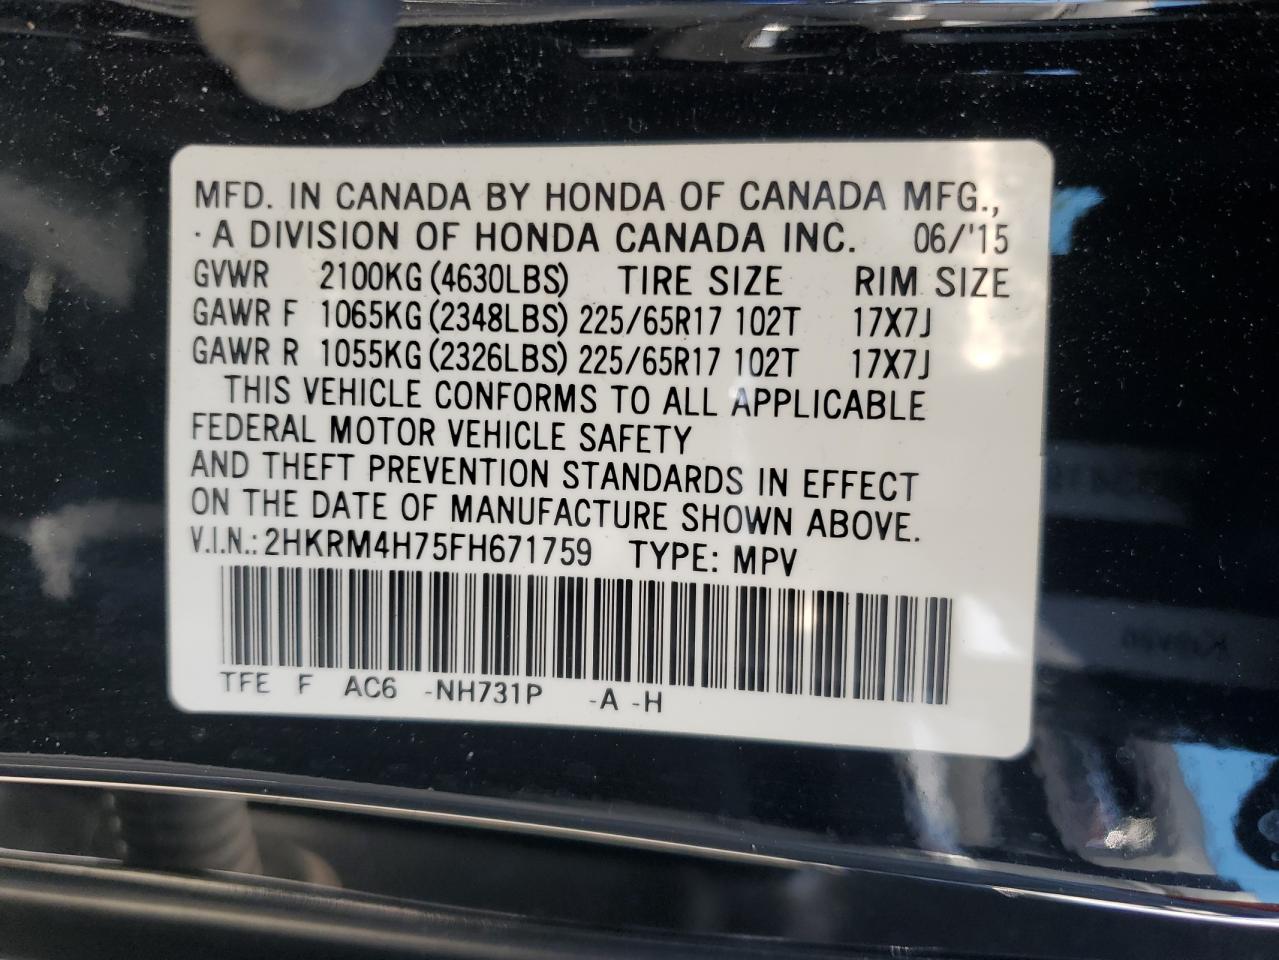 MFD. IN CANADA BY HONDA OF CANADA MFG.,
· A DIVISION OF HONDA CANADA INC. 06/'15
GVWR 2100KG (4630LBS) TIRE SIZE RIM SIZE
GAWR F 1065KG (2348LBS) 225/65R17 102T 17X7J
GAWR R 1055KG (2326LBS) 225/65R17 102T 17X7J
THIS VEHICLE CONFORMS TO ALL APPLICABLE
FEDERAL MOTOR VEHICLE SAFETY
AND THEFT PREVENTION STANDARDS IN EFFECT
ON THE DATE OF MANUFACTURE SHOWN ABOVE.
V.I.N.: 2HKRM4H75FH671759 TYPE: MPV
TFE F AC6 -NH731P -A -H